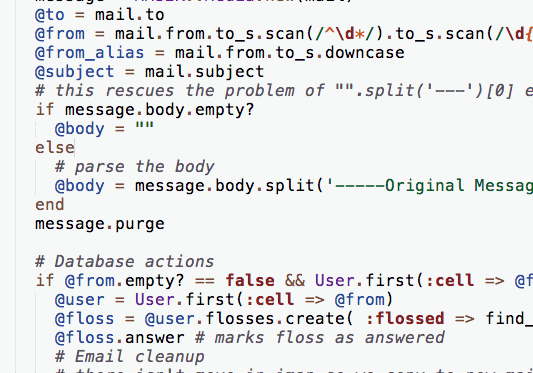 @to = mail.to
@from = mail.from.to_s.scan(/^\d*/).to_s.scan(/\d{
@from_alias = mail.from.to_s.downcase
@subject = mail.subject
# this rescues the problem of "".split('---')[0] e
if message.body.empty?
@body = ""
else
# parse the body
@body = message.body.split('-----Original Messag
end
message.purge
# Database actions
if @from.empty? == false && User.first(:cell => @f
@user = User.first(:cell => @from)
@floss = @user.flosses.create( :flossed => find_
@floss.answer # marks floss as answered
# Email cleanup